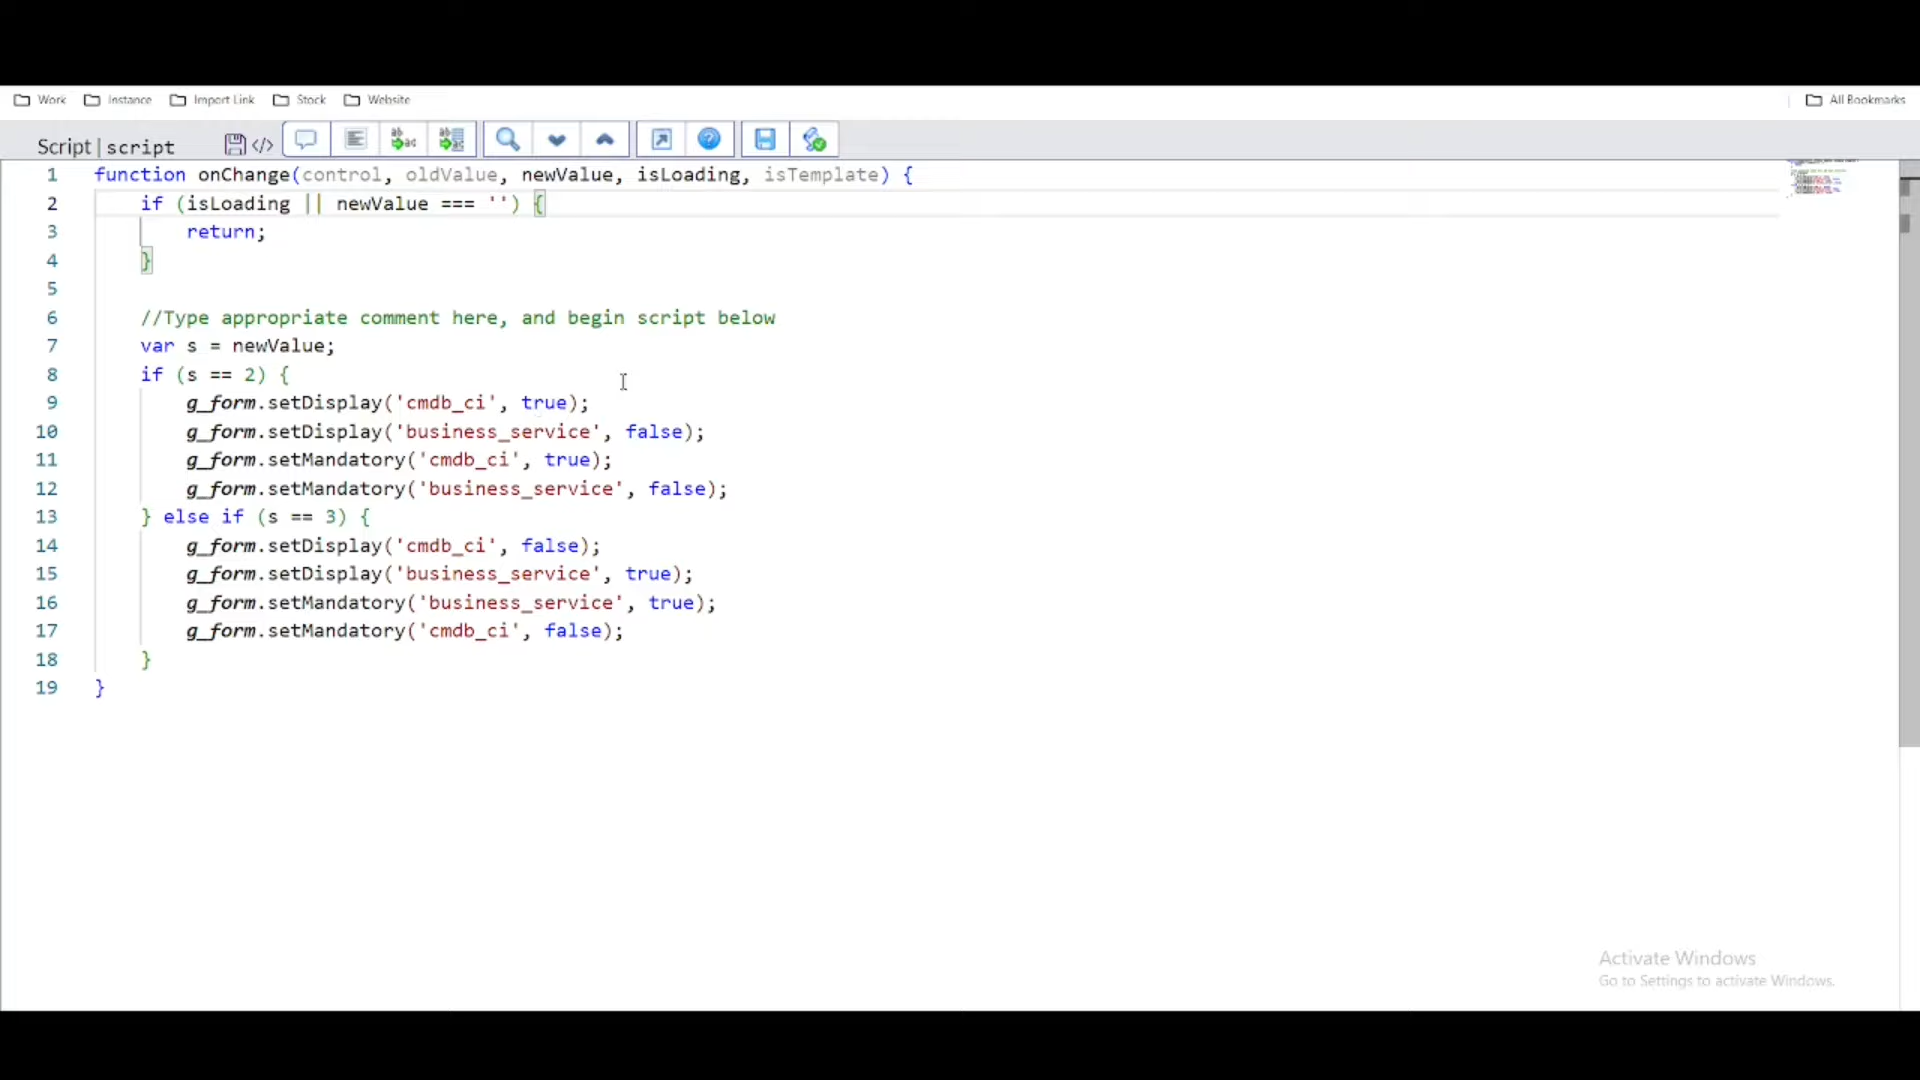 Work Instance Import Link Stock Website All Bookmarks
Script | script
1 function onChange(control, oldValue, newValue, isLoading, isTemplate) {
2 if (isLoading || newValue === '') {
3 return;
4 }
5
6 //Type appropriate comment here, and begin script below
7 var s = newValue;
8 if (s == 2) {
9 g_form.setDisplay('cmdb_ci', true);
10 g_form.setDisplay('business_service', false);
11 g_form.setMandatory('cmdb_ci', true);
12 g_form.setMandatory('business_service', false);
13 } else if (s == 3) {
14 g_form.setDisplay('cmdb_ci', false);
15 g_form.setDisplay('business_service', true);
16 g_form.setMandatory('business_service', true);
17 g_form.setMandatory('cmdb_ci', false);
18 }
19 }
Activate Windows
Go to Settings to activate Windows.